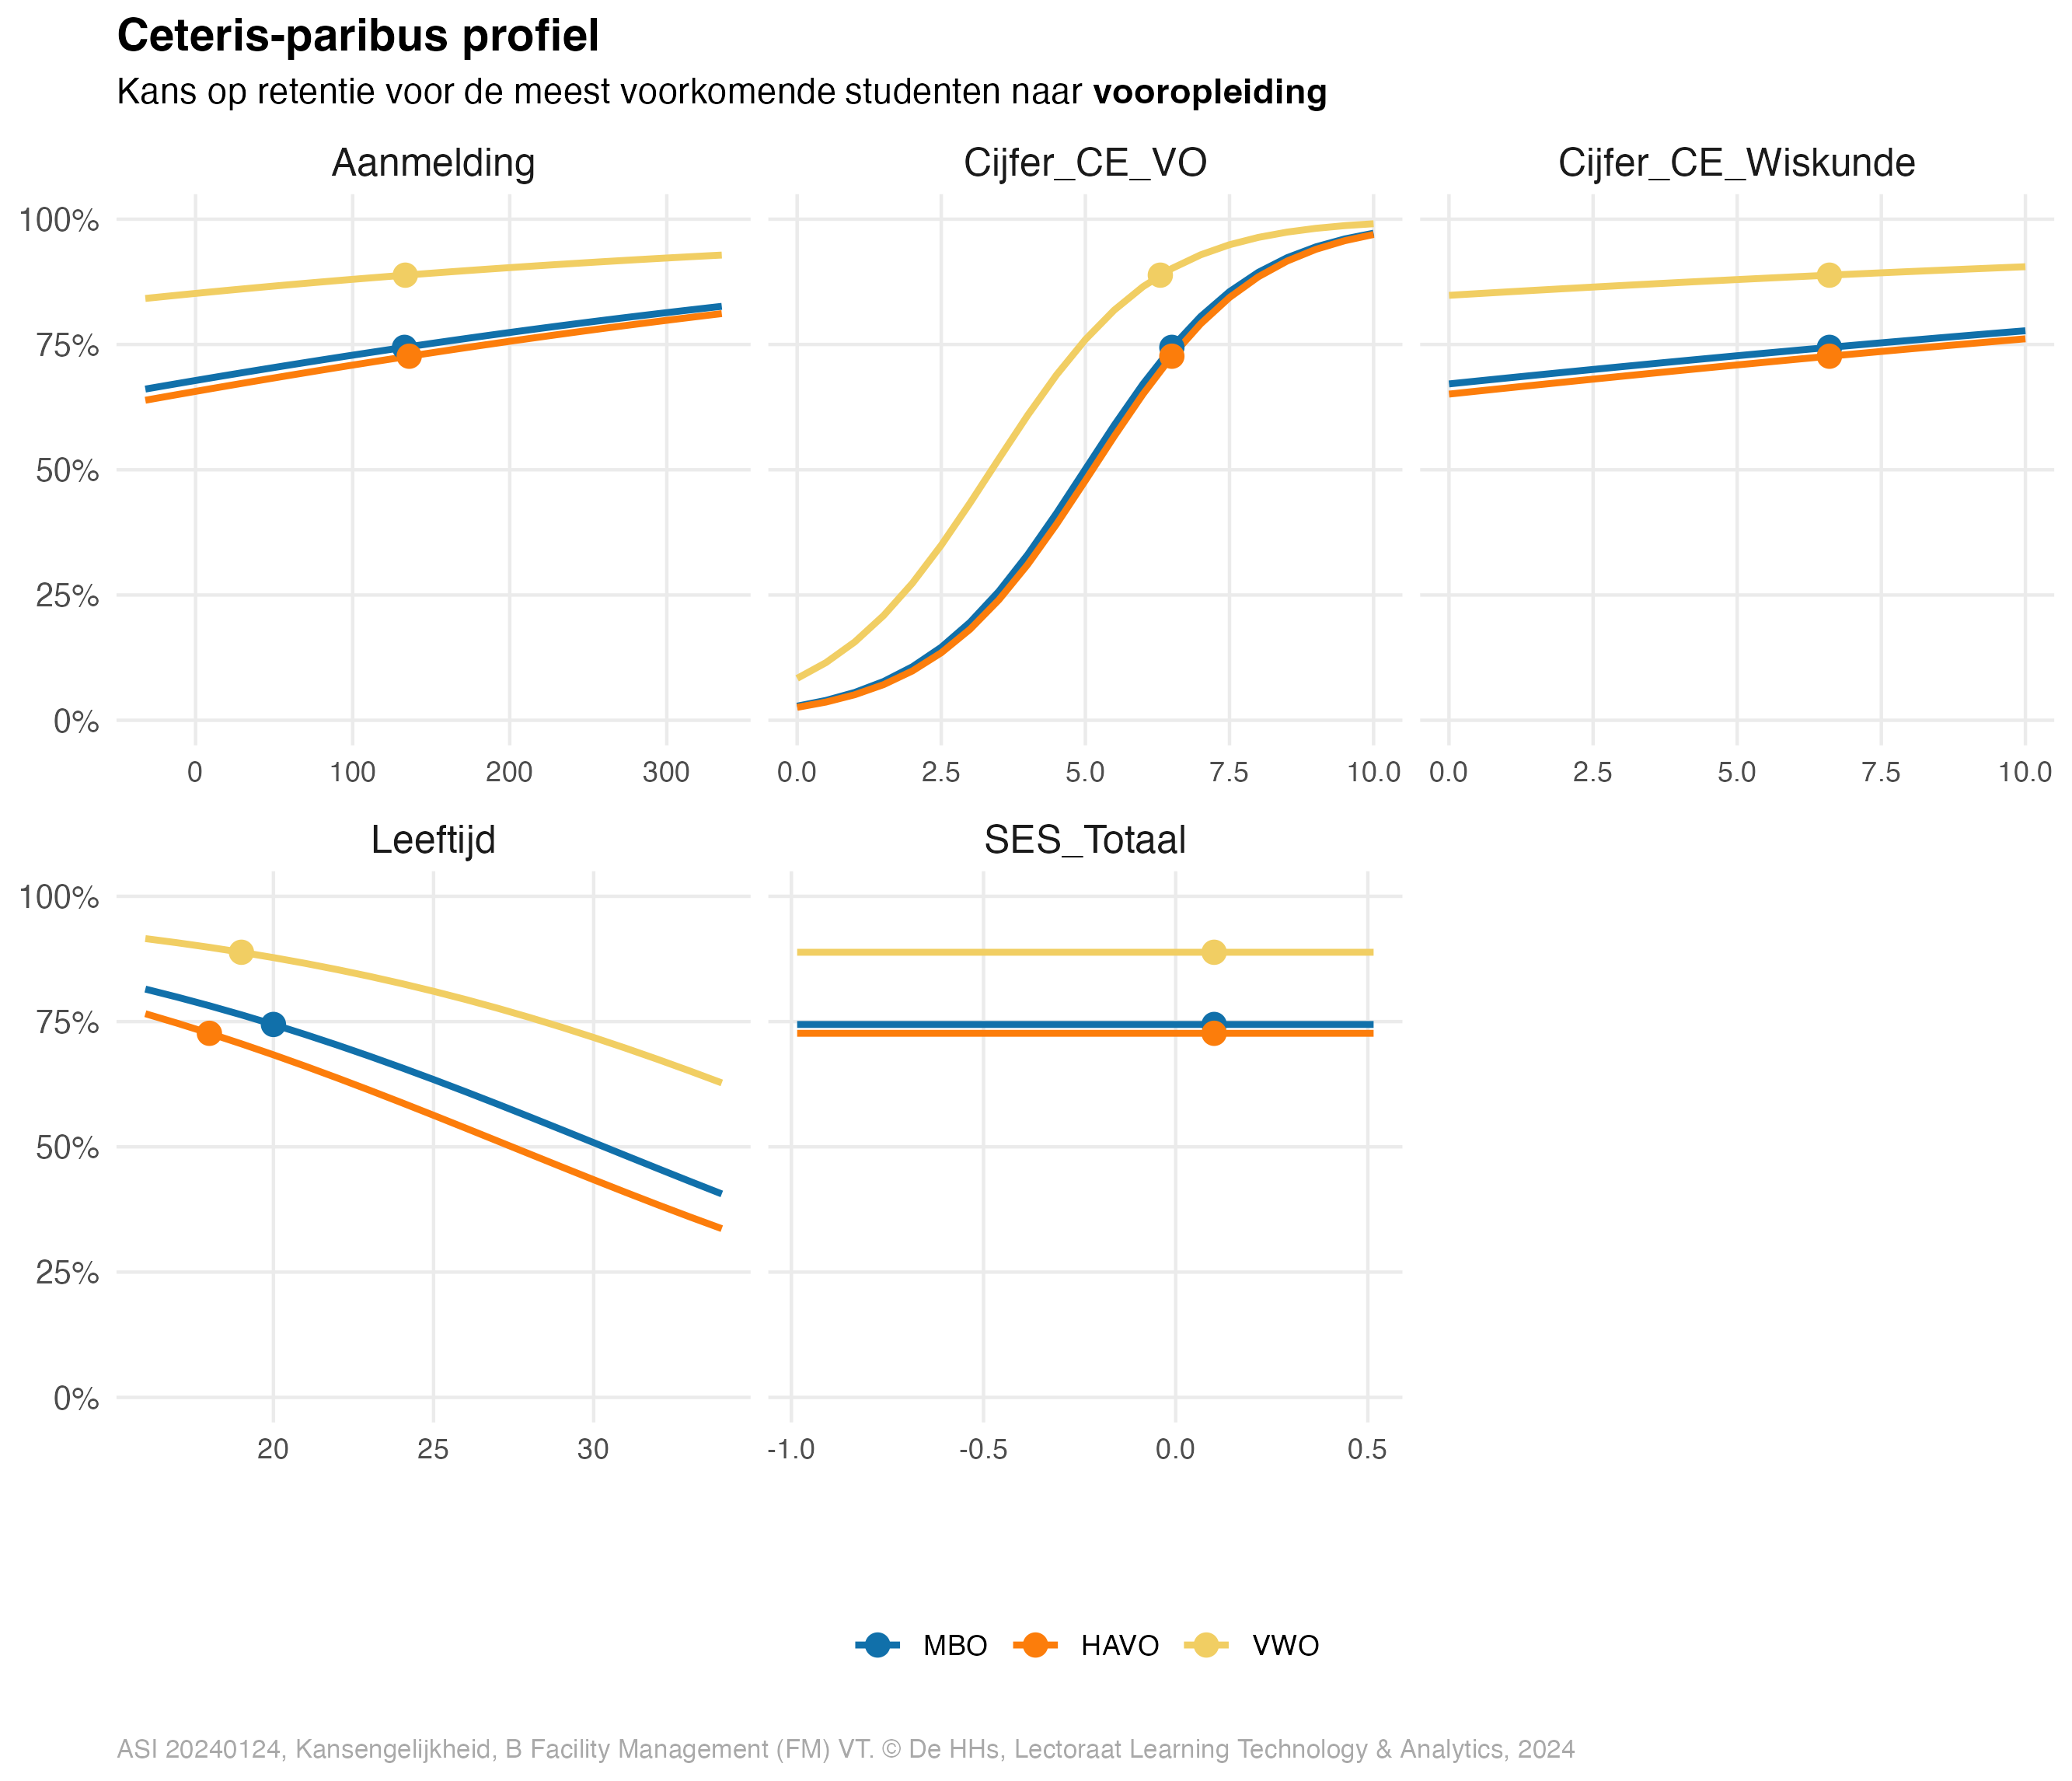 Ceteris-paribus profiel
Kans op retentie voor de meest voorkomende studenten naar vooropleiding
Aanmelding
Cijfer_CE_VO
Cijfer_CE_Wiskunde
100%
75%
50%
25%
0%
0 100 200 300
0.0 2.5 5.0 7.5 10.0
0.0 2.5 5.0 7.5 10.0
Leeftijd
SES_Totaal
100%
75%
50%
25%
0%
20 25 30
-1.0 -0.5 0.0 0.5
MBO HAVO VWO
ASI 20240124, Kansengelijkheid, B Facility Management (FM) VT. © De HHs, Lectoraat Learning Technology & Analytics, 2024